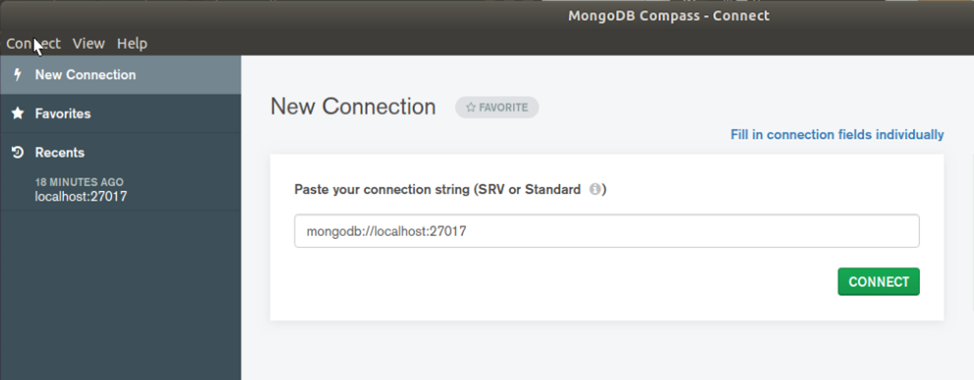 MongoDB Compass - Connect
Connect View Help
New Connection
Favorites
Recents
18 MINUTES AGO
localhost:27017
New Connection
FAVORITE
Fill in connection fields individually
Paste your connection string (SRV or Standard i)
mongodb://localhost:27017
CONNECT